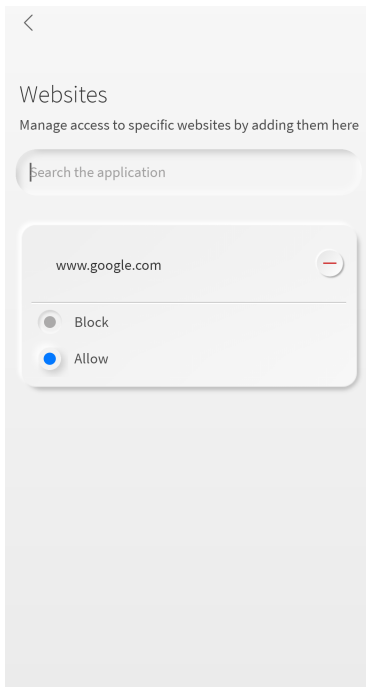 Websites
Manage access to specific websites by adding them here
Search the application
www.google.com
Block
Allow